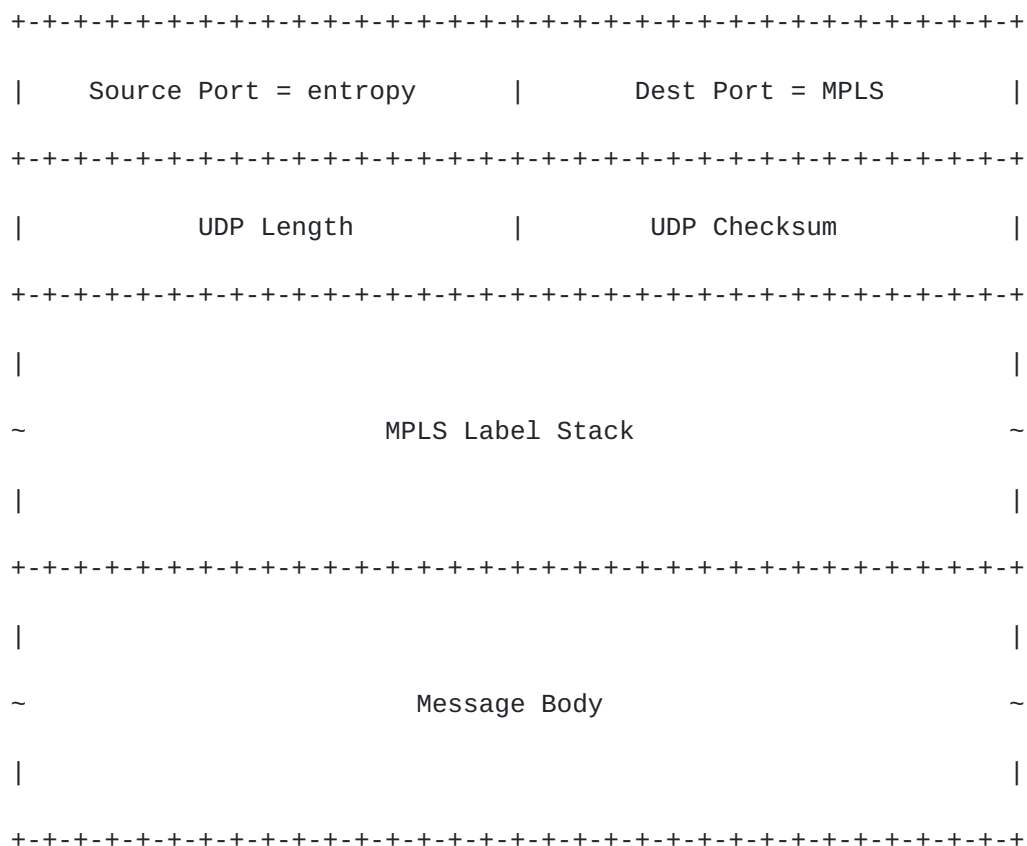 +-+-+-+-+-+-+-+-+-+-+-+-+-+-+-+-+-+-+-+-+-+-+-+-+-+-+-+-+-+-+-+-+
|    Source Port = entropy      |       Dest Port = MPLS        |
+-+-+-+-+-+-+-+-+-+-+-+-+-+-+-+-+-+-+-+-+-+-+-+-+-+-+-+-+-+-+-+-+
|           UDP Length          |        UDP Checksum           |
+-+-+-+-+-+-+-+-+-+-+-+-+-+-+-+-+-+-+-+-+-+-+-+-+-+-+-+-+-+-+-+-+
|                                                               |
~                       MPLS Label Stack                        ~
|                                                               |
+-+-+-+-+-+-+-+-+-+-+-+-+-+-+-+-+-+-+-+-+-+-+-+-+-+-+-+-+-+-+-+-+
|                                                               |
~                         Message Body                          ~
|                                                               |
+-+-+-+-+-+-+-+-+-+-+-+-+-+-+-+-+-+-+-+-+-+-+-+-+-+-+-+-+-+-+-+-+